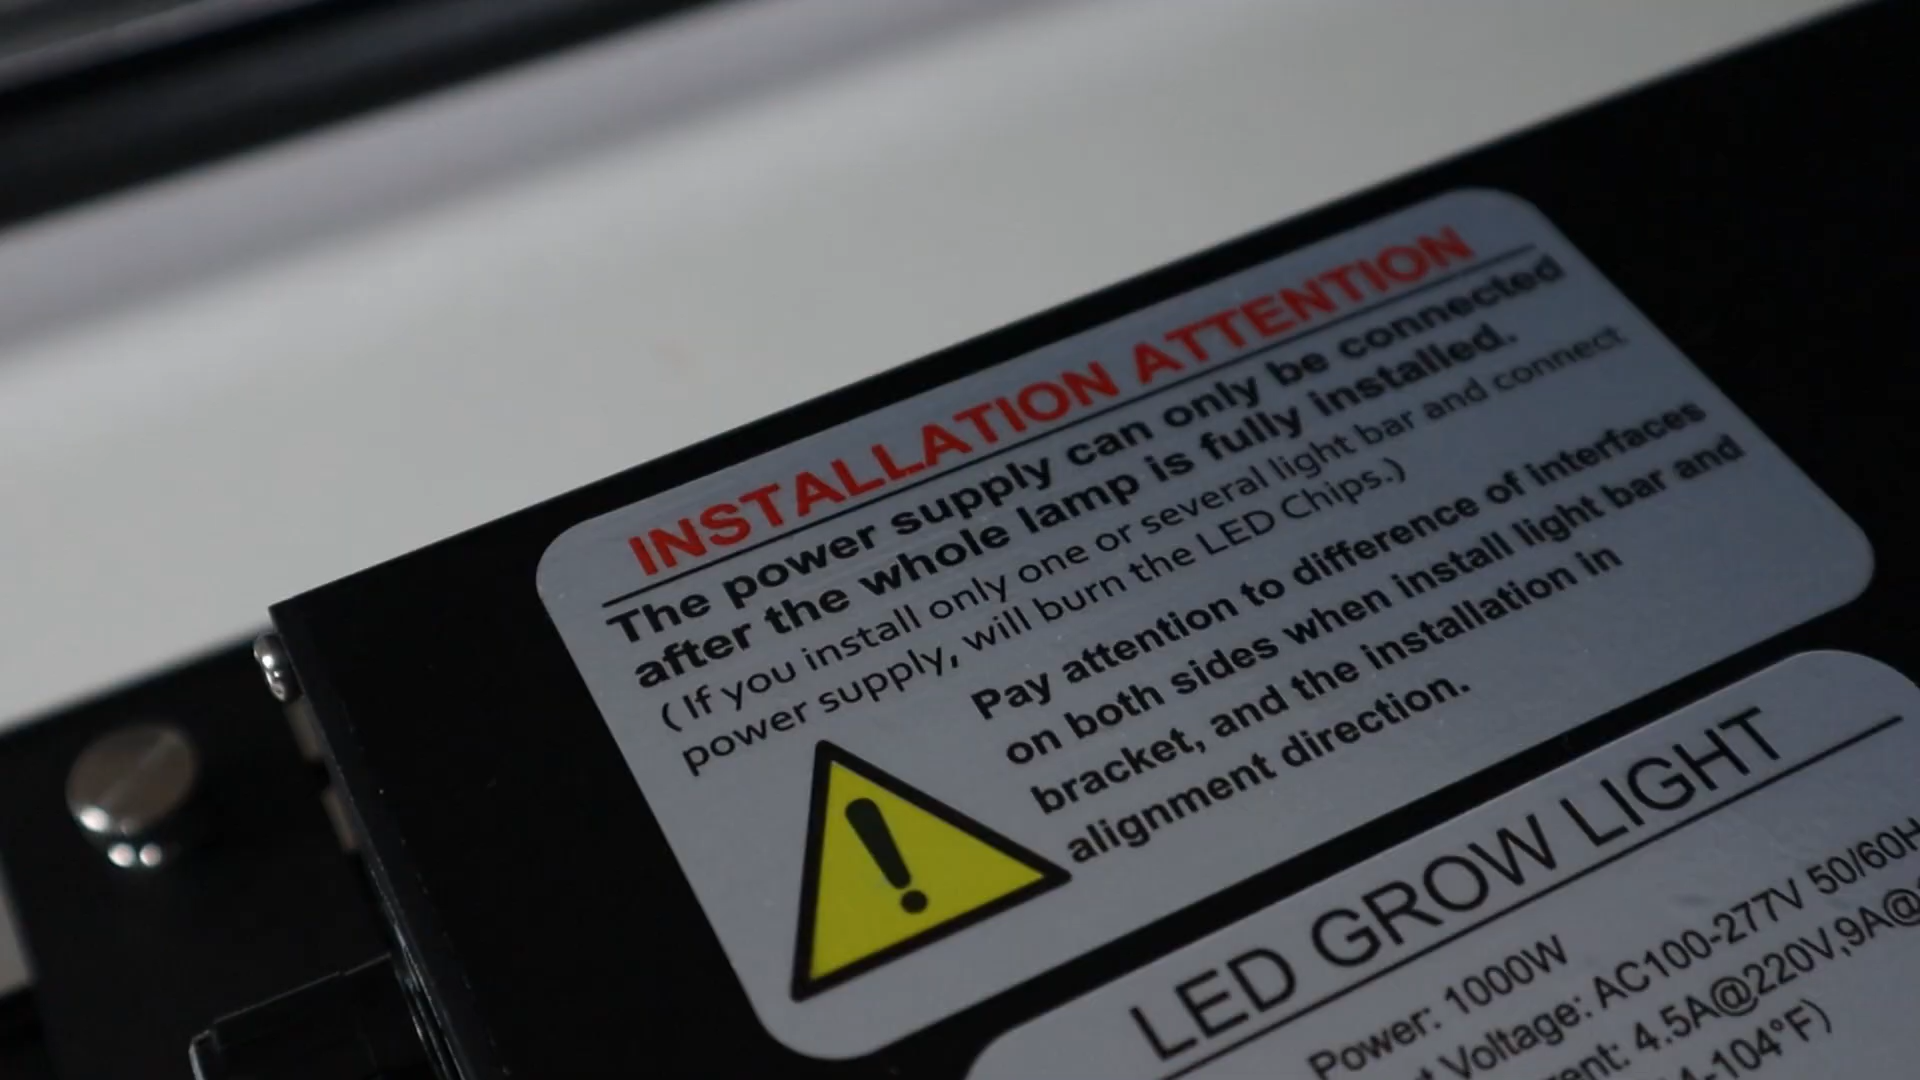 INSTALLATION ATTENTION
The power supply can only be connected
after the whole lamp is fully installed.
( If you install only one or several light bar and connect
power supply, will burn the LED Chips.)
Pay attention to difference of interfaces
on both sides when install light bar and
bracket, and the installation in
alignment direction.
LED GROW LIGHT
Power: 1000W
Voltage: AC100-277V 50/60H
4.5A@220V,9A@
-104°F)